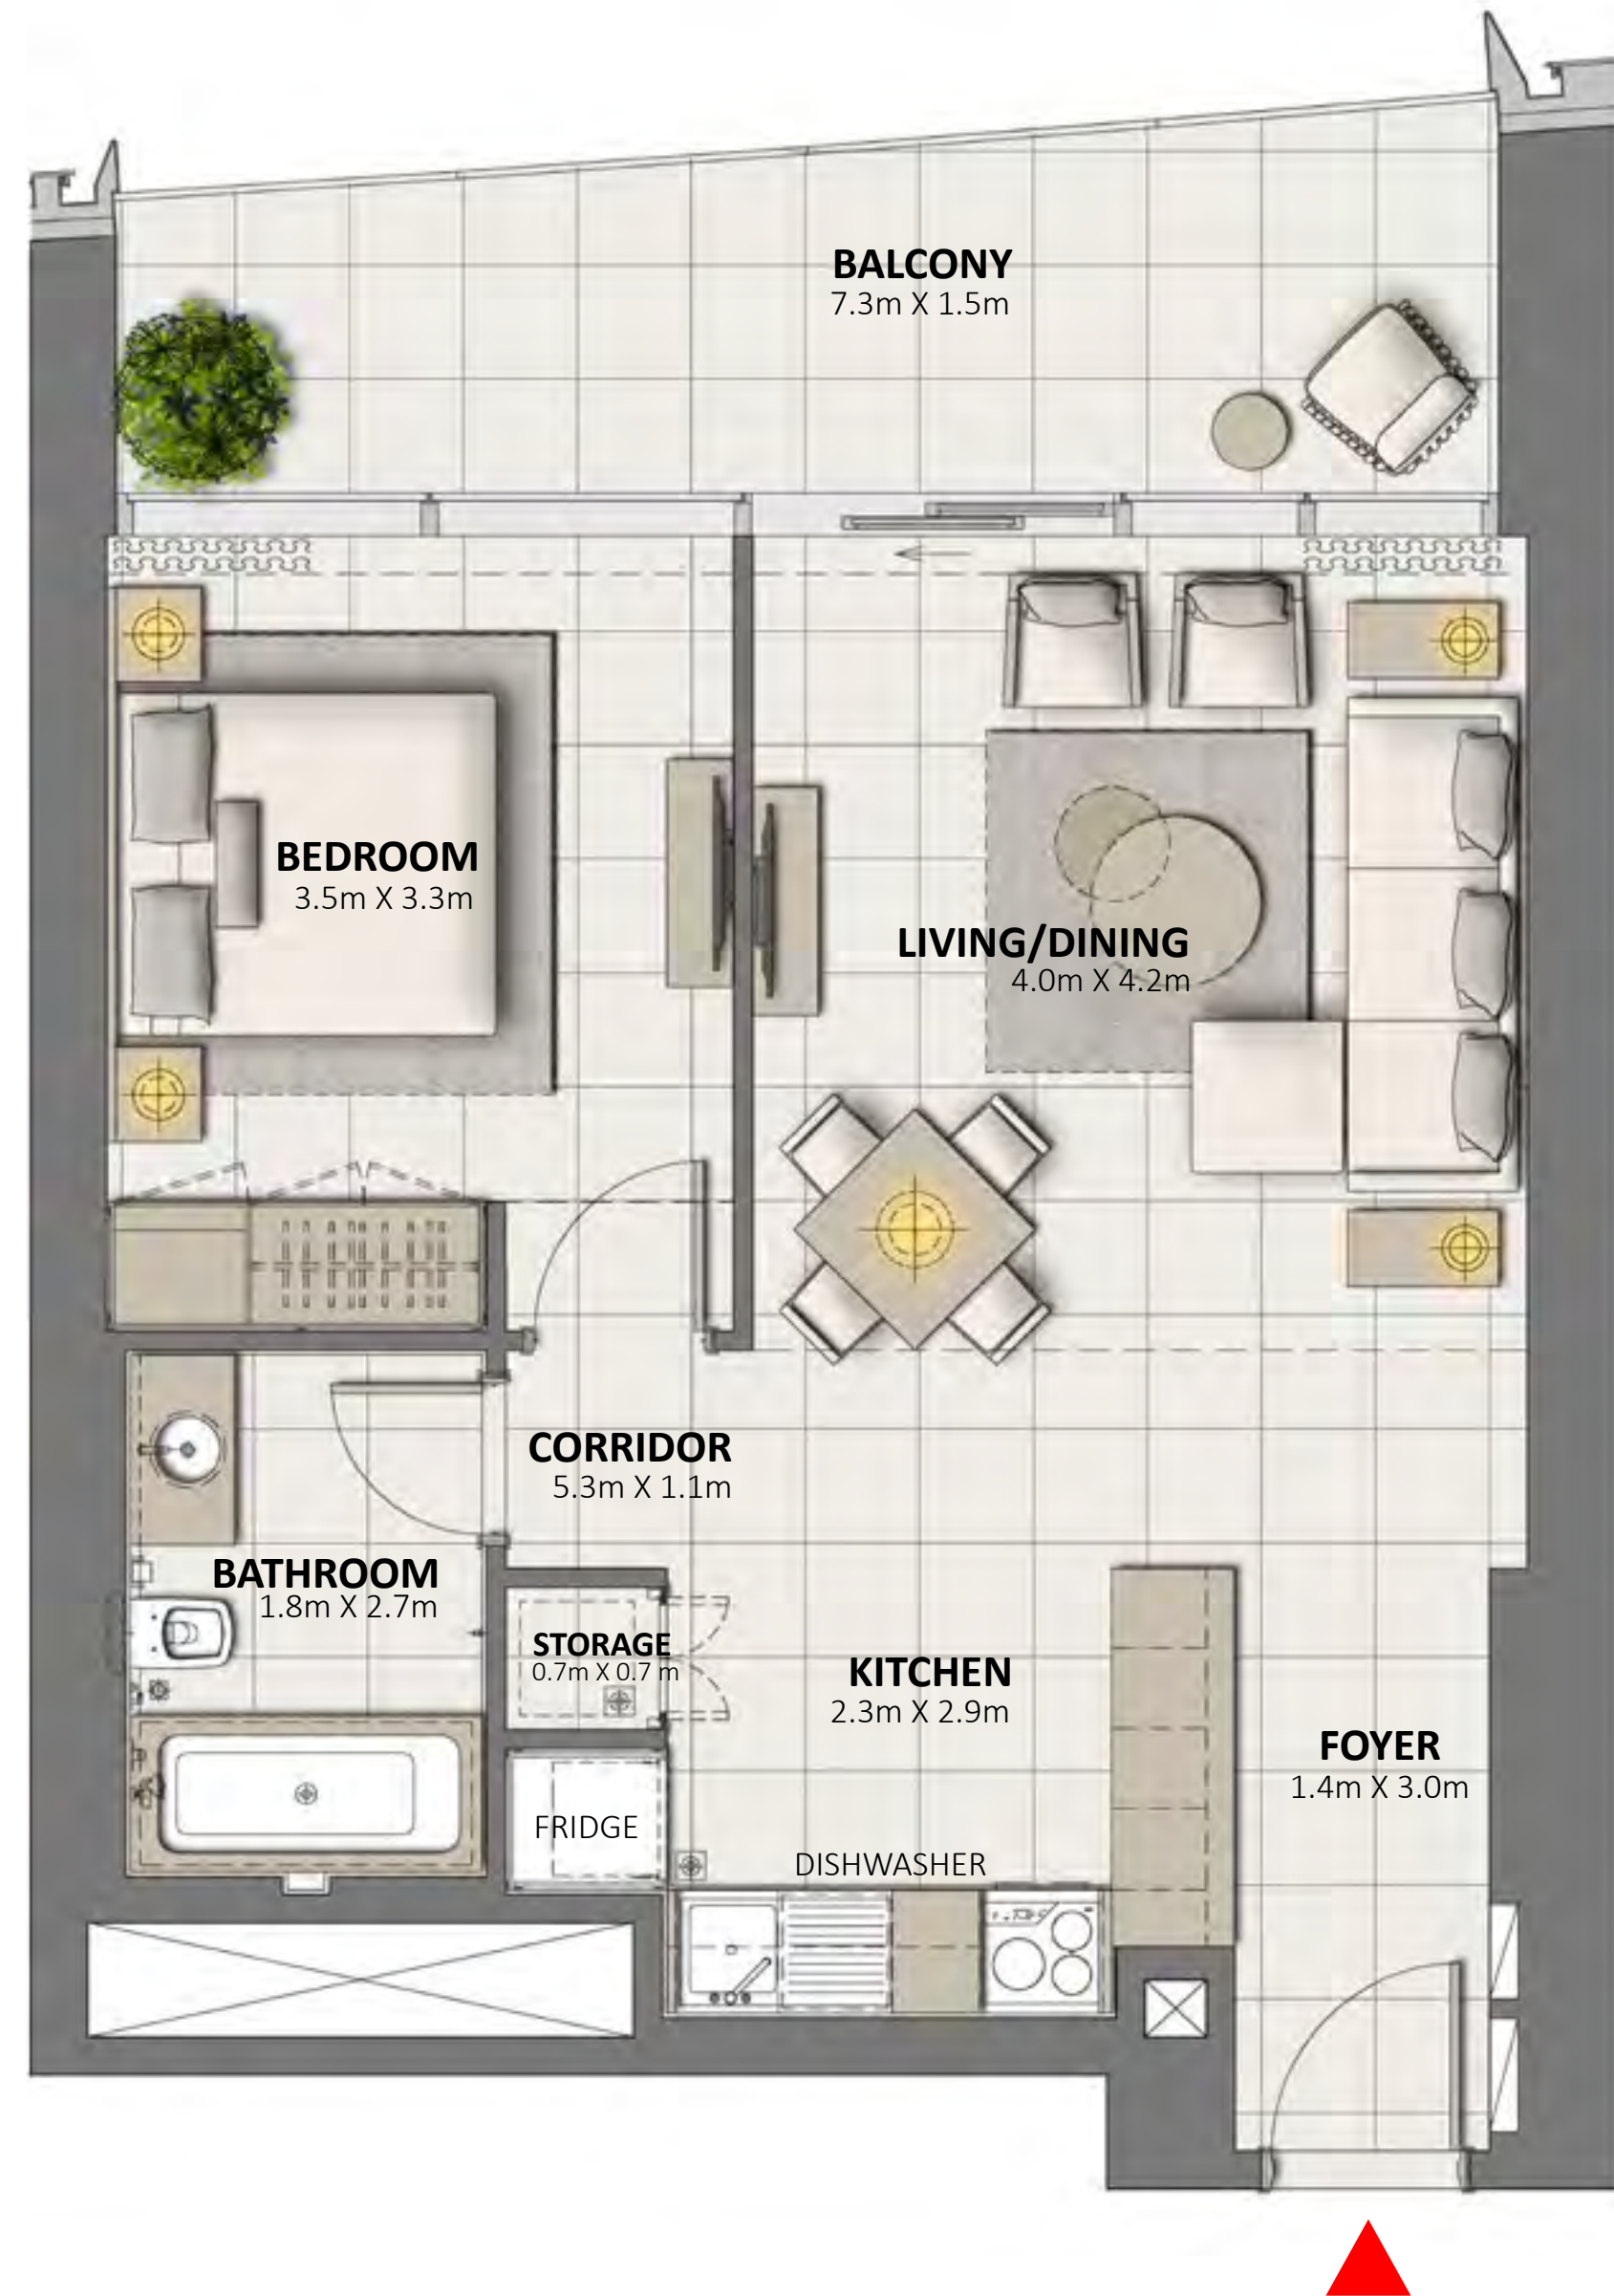 BALCONY
7.3m X 1.5m
BEDROOM
3.5m X 3.3m
LIVING/DINING
4.0m X 4.2m
CORRIDOR
5.3m X 1.1m
BATHROOM
1.8m X 2.7m
STORAGE
0.7m X 0.7 m
KITCHEN
2.3m X 2.9m
FOYER
1.4m X 3.0m
FRIDGE
DISHWASHER